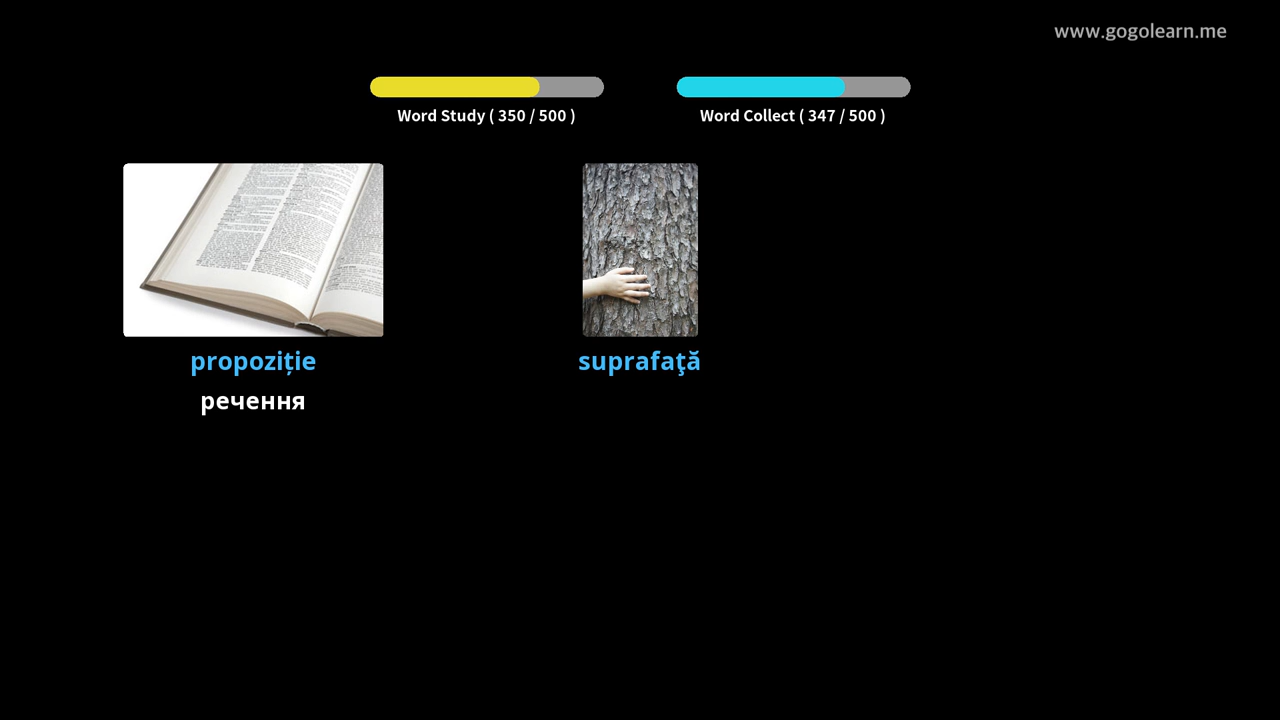 www.gogolearn.me
Word Study ( 350 / 500 )
Word Collect ( 347 / 500 )
propoziție
речення
suprafaţă